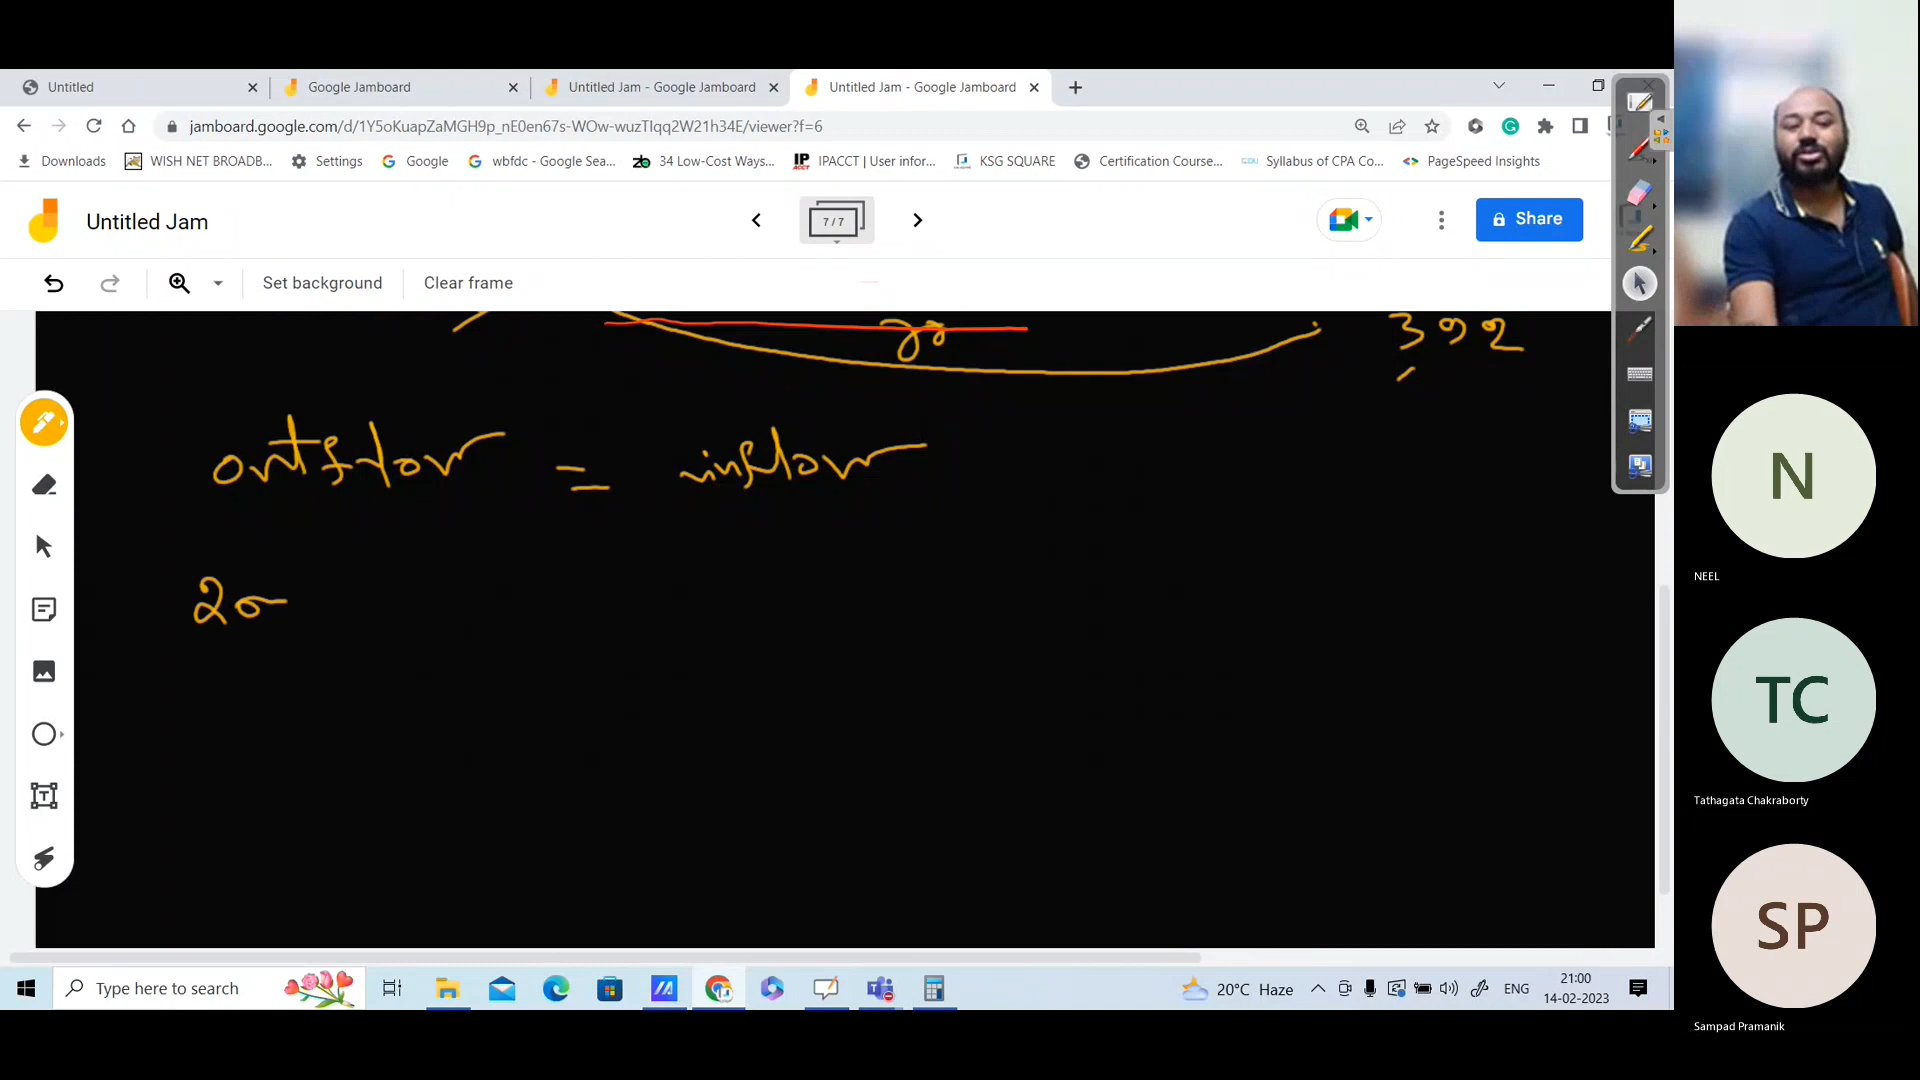 Untitled
Google Jamboard
Untitled Jam - Google Jamboard
Untitled Jam - Google Jamboard
jamboard.google.com/d/1Y5oKuapZaMGH9p_nE0en67s-WOw-wuzTlqq2W21h34E/viewer?f=6
Downloads
WISH NET BROADB...
Settings
Google
wbfdc - Google Sea...
34 Low-Cost Ways...
IPACCT | User infor...
KSG SQUARE
Certification Course...
Syllabus of CPA Co...
PageSpeed Insights
Untitled Jam
7 / 7
Share
Set background
Clear frame
392
outflow = inflow
20
N
NEEL
TC
Tathagata Chakraborty
SP
Sampad Pramanik
Type here to search
20°C Haze
ENG
21:00
14-02-2023